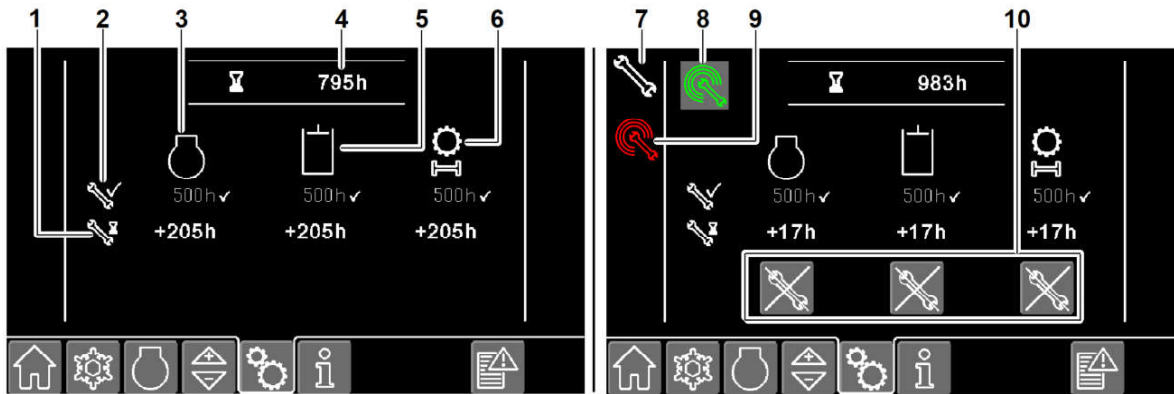 1 2 3 4 5 6 7 8 9 10
795h
500h✓ 500h✓ 500h✓
+205h +205h +205h
983h
500h✓ 500h✓ 500h✓
+17h +17h +17h
i
i